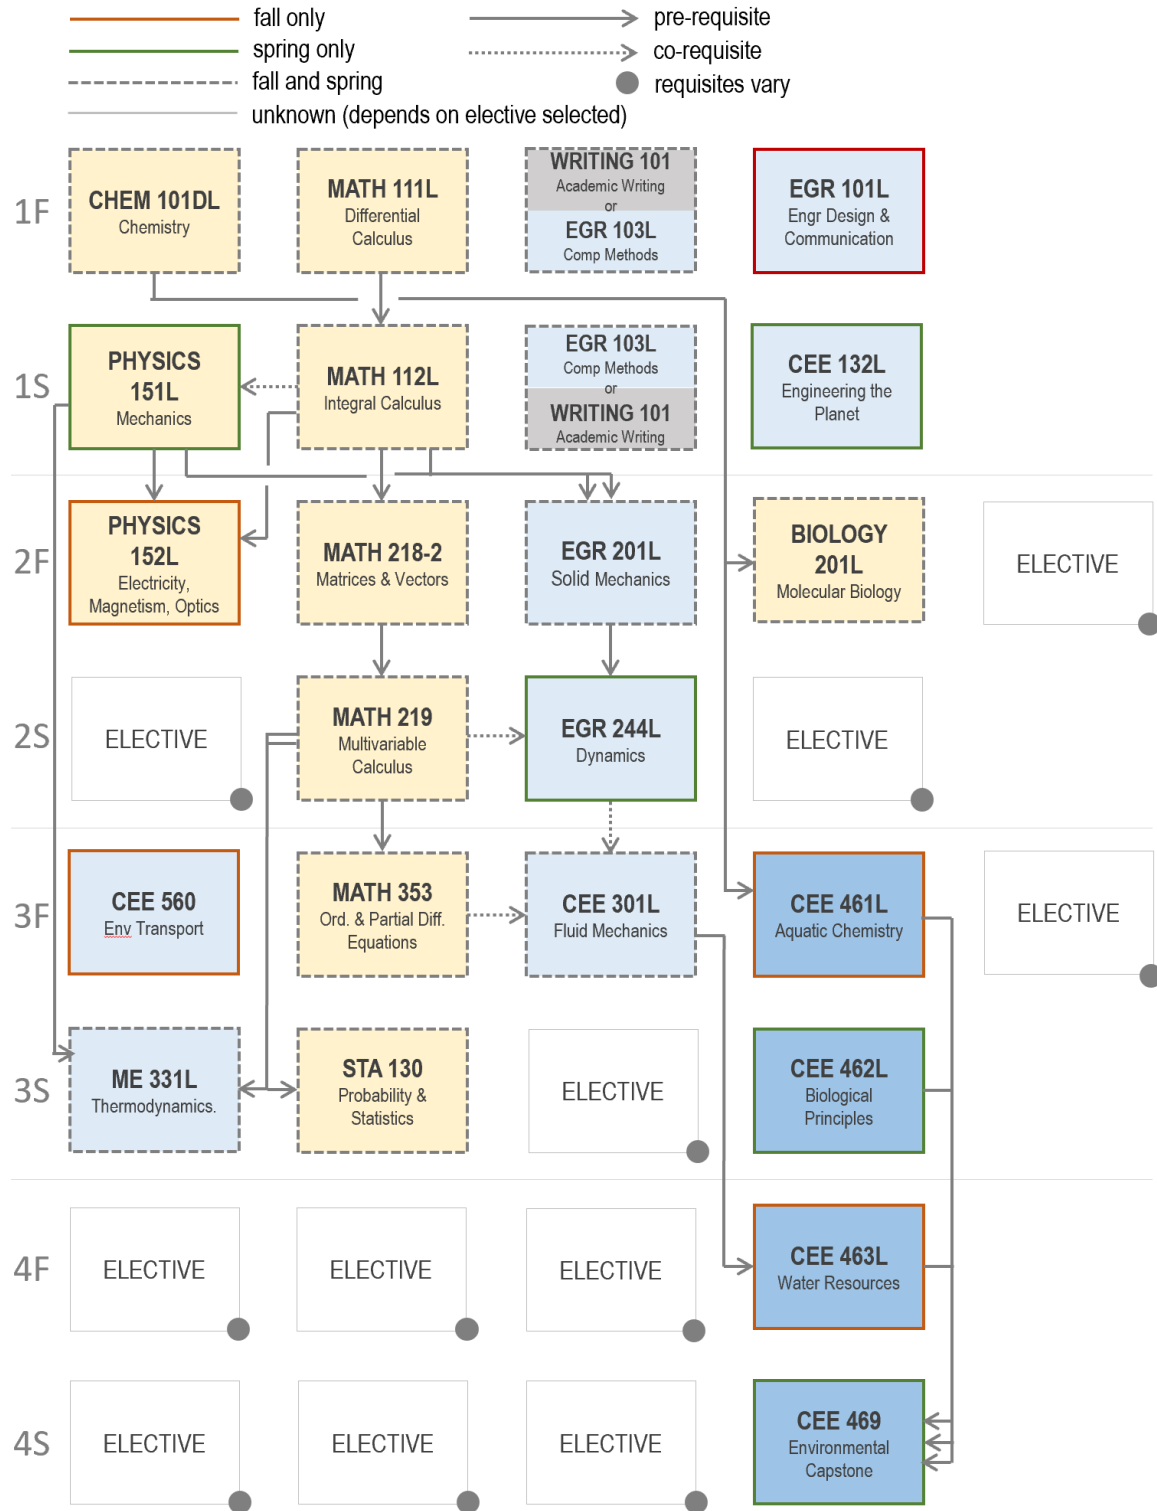 fall only
pre-requisite
spring only
co-requisite
fall and spring
requisites vary
unknown (depends on elective selected)
1F
CHEM 101DL
Chemistry
MATH 111L
Differential
Calculus
WRITING 101
Academic Writing
or
EGR 103L
Comp Methods
EGR 101L
Engr Design &
Communication
1S
PHYSICS
151L
Mechanics
MATH 112L
Integral Calculus
EGR 103L
Comp Methods
or
WRITING 101
Academic Writing
CEE 132L
Engineering the
Planet
2F
PHYSICS
152L
Electricity,
Magnetism, Optics
MATH 218-2
Matrices & Vectors
EGR 201L
Solid Mechanics
BIOLOGY
201L
Molecular Biology
ELECTIVE
2S
ELECTIVE
MATH 219
Multivariable
Calculus
EGR 244L
Dynamics
ELECTIVE
3F
CEE 560
Env Transport
MATH 353
Ord. & Partial Diff.
Equations
CEE 301L
Fluid Mechanics
CEE 461L
Aquatic Chemistry
ELECTIVE
3S
ME 331L
Thermodynamics.
STA 130
Probability &
Statistics
ELECTIVE
CEE 462L
Biological
Principles
4F
ELECTIVE
ELECTIVE
ELECTIVE
CEE 463L
Water Resources
4S
ELECTIVE
ELECTIVE
ELECTIVE
CEE 469
Environmental
Capstone